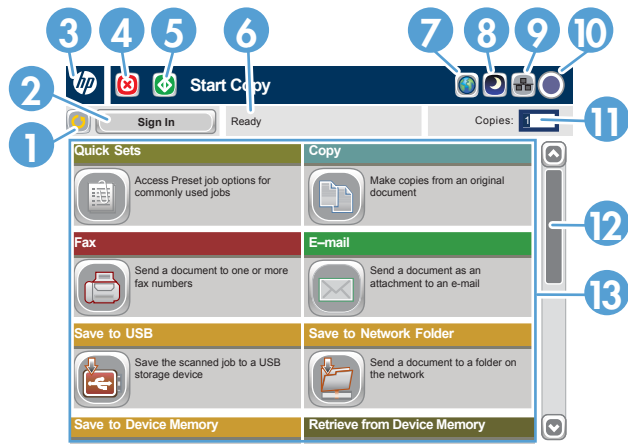 3 4 5 6 7 8 9 10
hp Start Copy
2 Sign In Ready Copies: 1 11
1
Quick Sets Copy
Access Preset job options for
commonly used jobs
Make copies from an original
document
12
Fax E–mail
Send a document to one or more
fax numbers
Send a document as an
attachment to an e-mail
13
Save to USB Save to Network Folder
Save the scanned job to a USB
storage device
Send a document to a folder on
the network
Save to Device Memory Retrieve from Device Memory